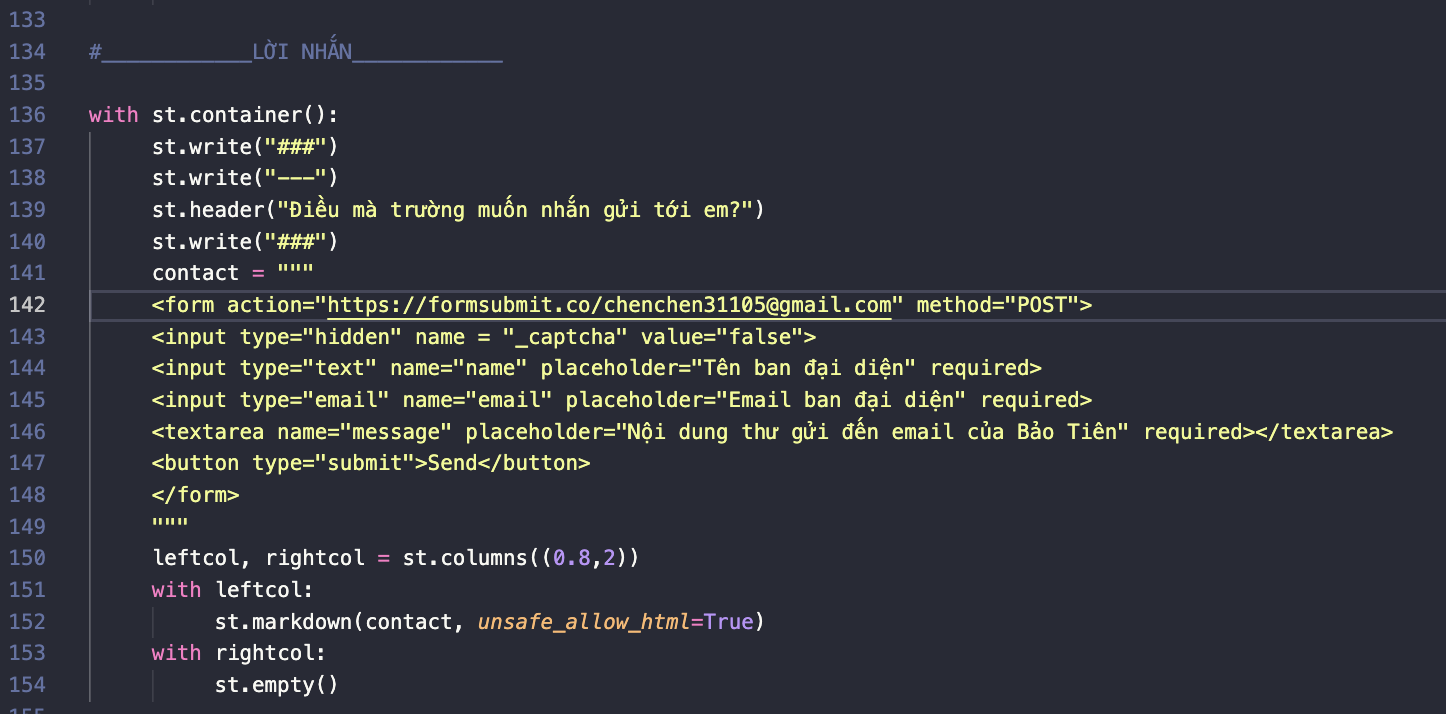 133
134 #____________LỜI NHẮN____________
135
136 with st.container():
137 st.write("###")
138 st.write("---")
139 st.header("Điều mà trường muốn nhắn gửi tới em?")
140 st.write("###")
141 contact = """
142 <form action="https://formsubmit.co/chenchen31105@gmail.com" method="POST">
143 <input type="hidden" name = "_captcha" value="false">
144 <input type="text" name="name" placeholder="Tên ban đại diện" required>
145 <input type="email" name="email" placeholder="Email ban đại diện" required>
146 <textarea name="message" placeholder="Nội dung thư gửi đến email của Bảo Tiên" required></textarea>
147 <button type="submit">Send</button>
148 </form>
149 """
150 leftcol, rightcol = st.columns((0.8,2))
151 with leftcol:
152 st.markdown(contact, unsafe_allow_html=True)
153 with rightcol:
154 st.empty()
155